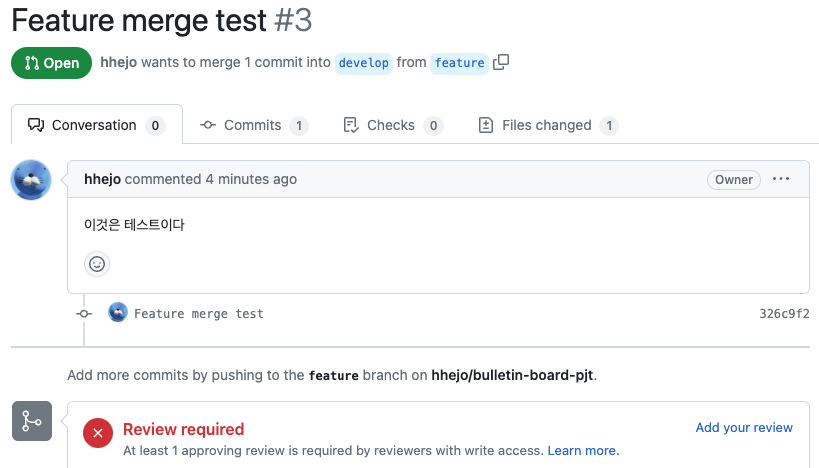 Feature merge test #3
Open hhejo wants to merge 1 commit into develop from feature
Conversation 0 Commits 1 Checks 0 Files changed 1
hhejo commented 4 minutes ago Owner
이것은 테스트이다
Feature merge test 326c9f2
Add more commits by pushing to the feature branch on hhejo/bulletin-board-pjt.
Review required Add your review
At least 1 approving review is required by reviewers with write access. Learn more.